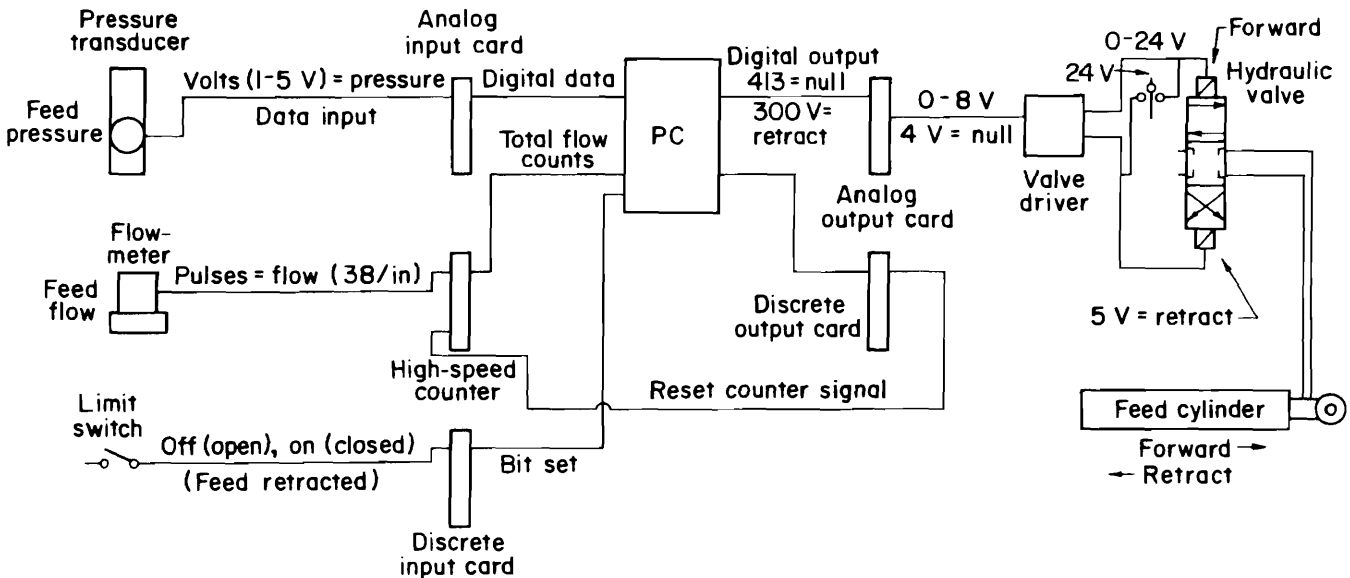 Pressure
transducer
Feed
pressure
Volts (1-5 V) = pressure
Data input
Analog
input card
Digital data
Total flow
counts
PC
Digital output
413 = null
300 V =
retract
0-8 V
4 V = null
Analog
output card
Valve
driver
0-24 V
24 V
Forward
Hydraulic
valve
5 V = retract
Flow-
meter
Feed
flow
Pulses = flow (38/in)
High-speed
counter
Discrete
output card
Reset counter signal
Limit
switch
Off (open), on (closed)
(Feed retracted)
Bit set
Discrete
input card
Feed cylinder
Forward →
← Retract